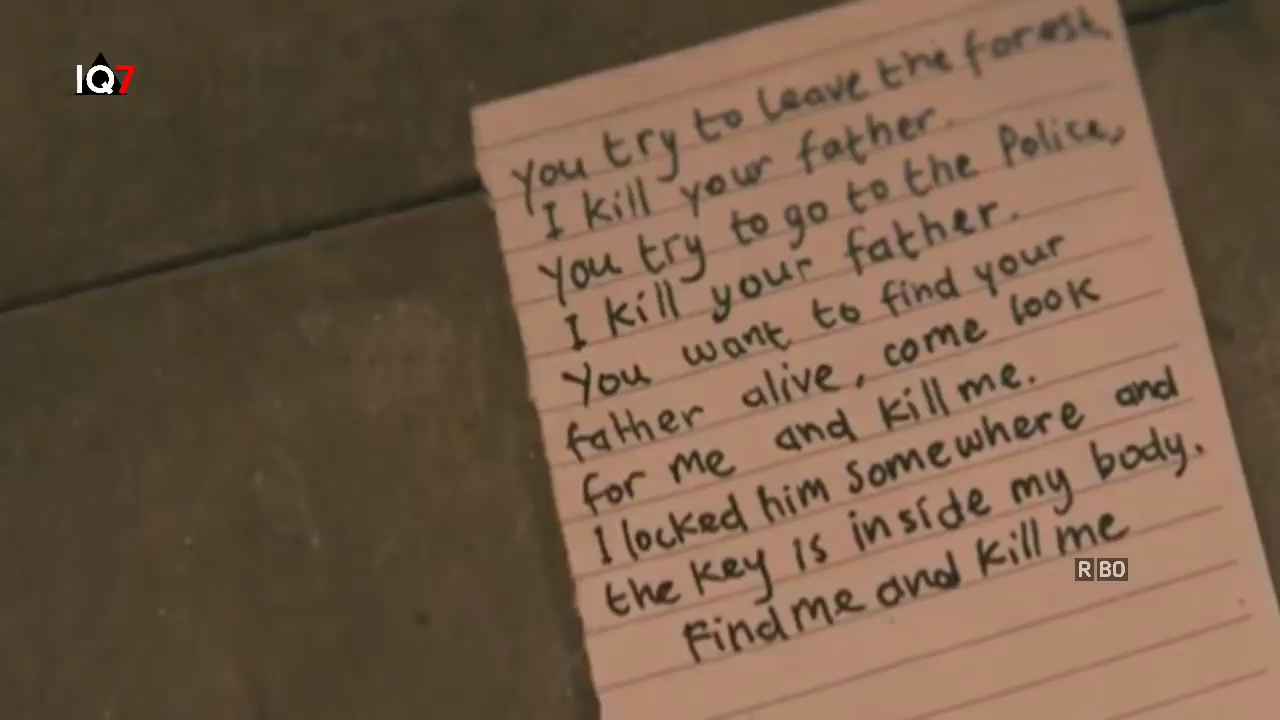 IQ7
You try to leave the forest,
I kill your father.
You try to go to the Police,
I kill your father.
You want to find your
father alive, come look
for me and kill me.
I locked him somewhere and
the key is inside my body.
Find me and kill me
R BO